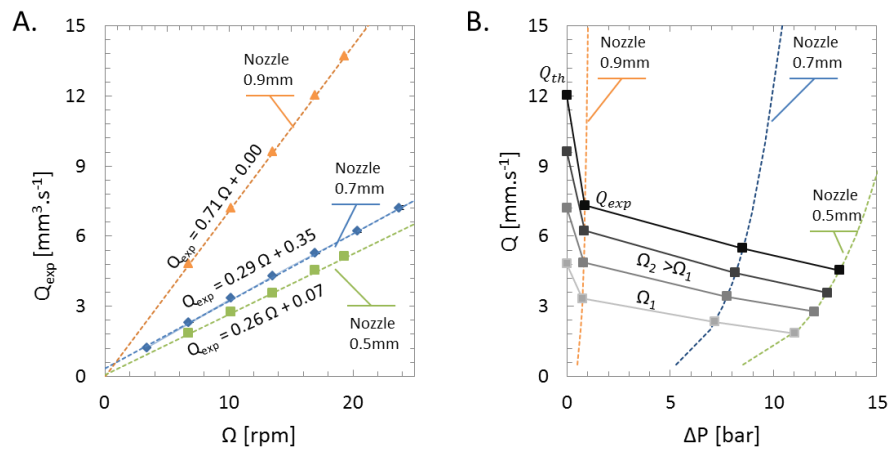 A.
15
12
9
6
3
0
0
10
20
Q_exp [mm³.s-1]
Ω [rpm]
Nozzle
0.9mm
Nozzle
0.7mm
Nozzle
0.5mm
Q_exp = 0.71 Ω + 0.00
Q_exp = 0.29 Ω + 0.35
Q_exp = 0.26 Ω + 0.07
B.
15
12
9
6
3
0
0
5
10
15
Q [mm.s-1]
ΔP [bar]
Nozzle
0.9mm
Nozzle
0.7mm
Nozzle
0.5mm
Q_th
Q_exp
Ω₂ >Ω₁
Ω₁